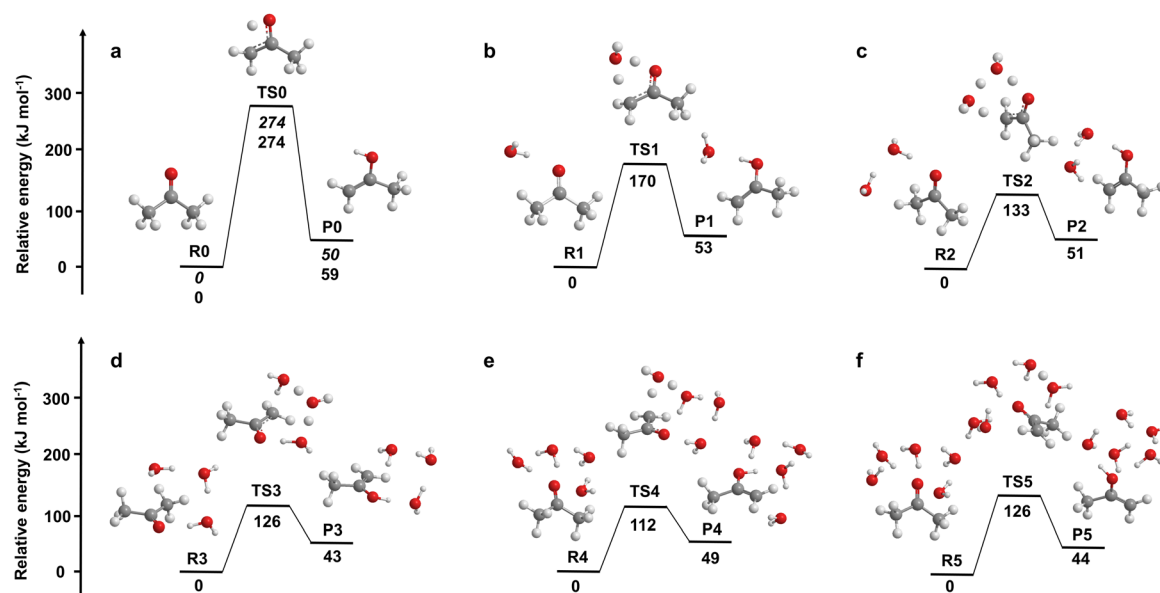 Relative energy (kJ mol⁻¹)
300
200
100
0
a
TS0
274
274
R0
0
0
P0
50
59
b
TS1
170
R1
0
P1
53
c
TS2
133
R2
0
P2
51
Relative energy (kJ mol⁻¹)
300
200
100
0
d
TS3
126
R3
0
P3
43
e
TS4
112
R4
0
P4
49
f
TS5
126
R5
0
P5
44